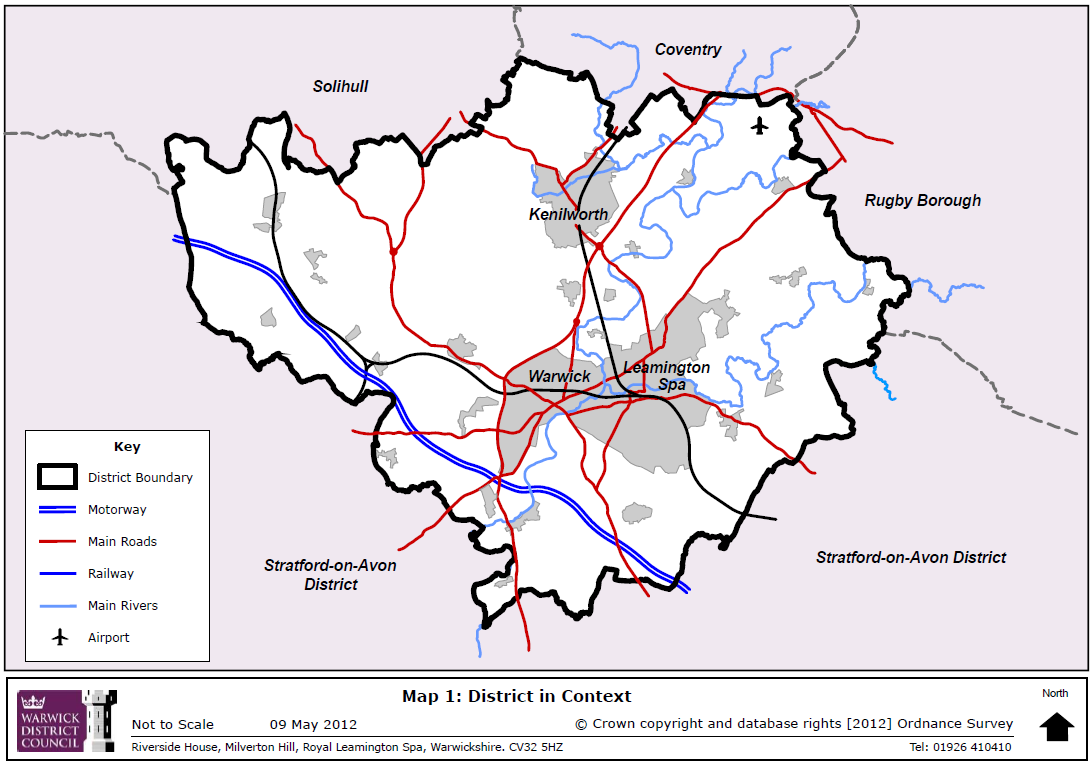 Coventry
Solihull
Rugby Borough
Kenilworth
Warwick
Leamington
Spa
Stratford-on-Avon
District
Stratford-on-Avon District
Key
District Boundary
Motorway
Main Roads
Railway
Main Rivers
Airport
Map 1: District in Context
North
WARWICK
DISTRICT
COUNCIL
Not to Scale 09 May 2012 © Crown copyright and database rights [2012] Ordnance Survey
Riverside House, Milverton Hill, Royal Leamington Spa, Warwickshire. CV32 5HZ Tel: 01926 410410